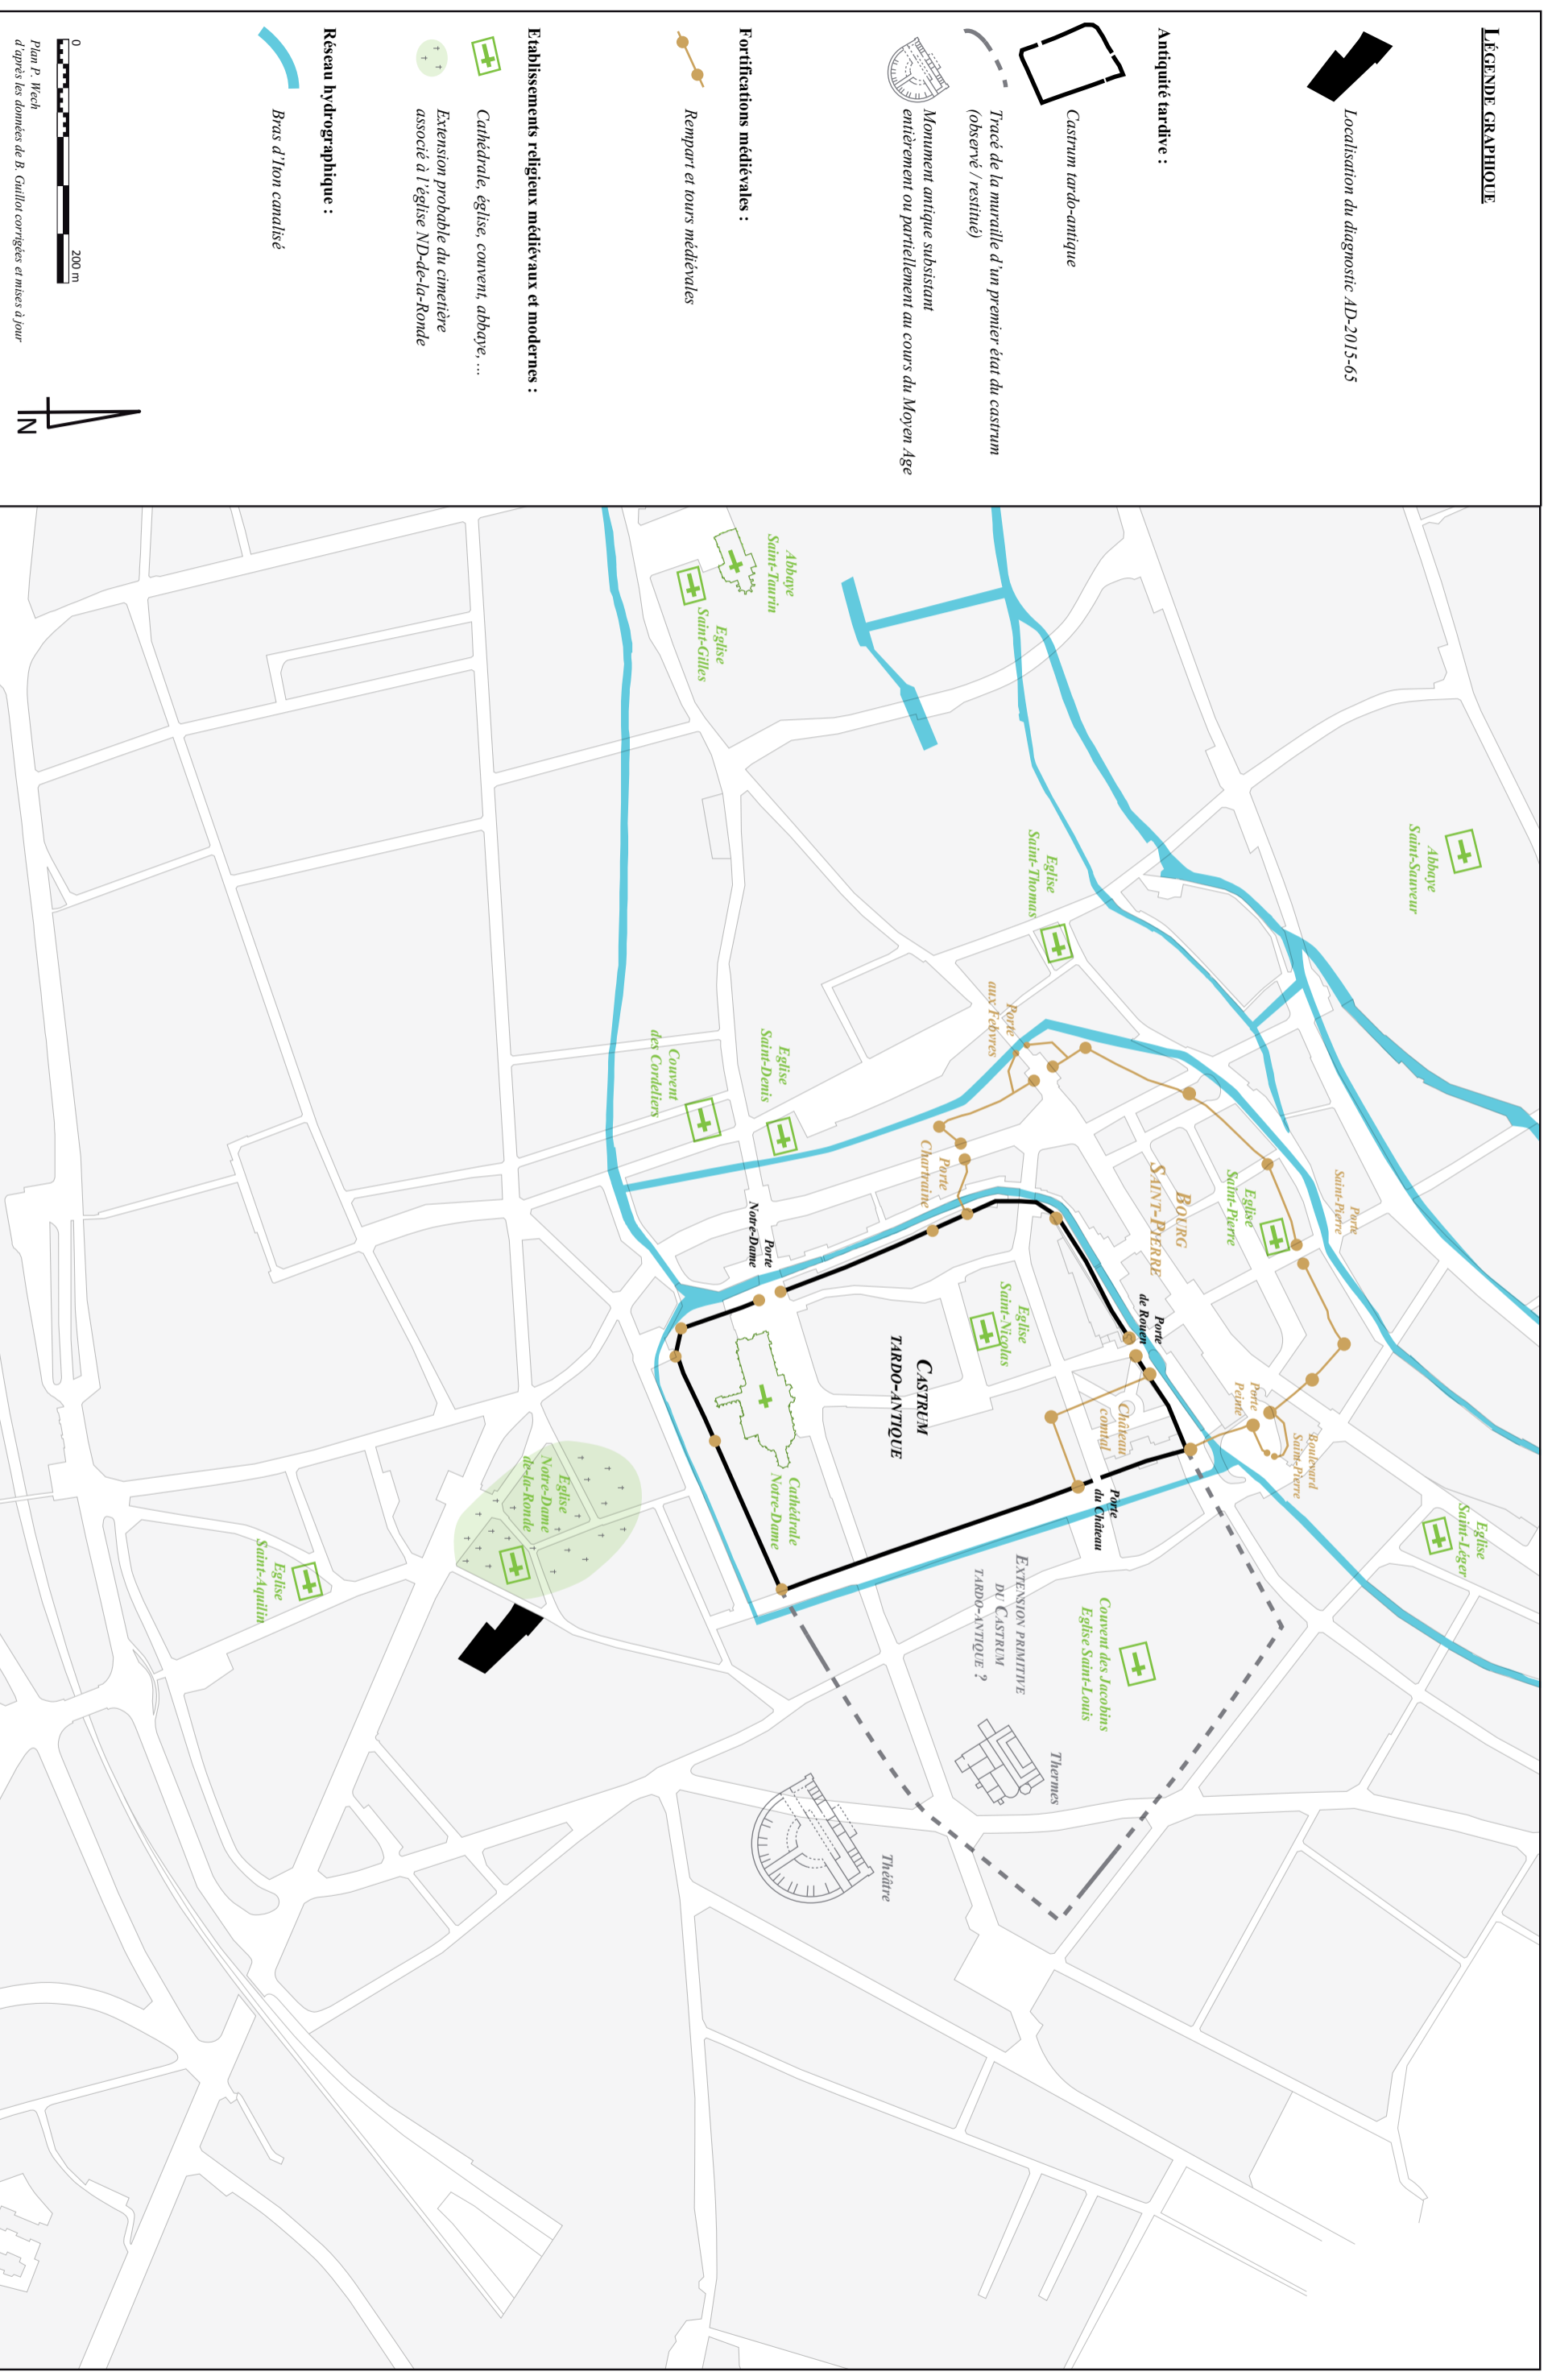 LÉGENDE GRAPHIQUE
Localisation du diagnostic AD-2015-65
Antiquité tardive :
Castrum tardo-antique
Tracé de la muraille d'un premier état du castrum
(observé / restitué)
Monument antique subsistant
entièrement ou partiellement au cours du Moyen Age
Fortifications médiévales :
Rempart et tours médiévales
Etablissements religieux médiévaux et modernes :
Cathédrale, église, couvent, abbaye, ...
Extension probable du cimetière
associé à l'église ND-de-la-Ronde
Réseau hydrographique :
Bras d'Iton canalisé
0
200 m
Plan P. Wech
d'après les données de B. Guillot corrigées et mises à jour
N
Abbaye
Saint-Sauveur
Abbaye
Saint-Taurin
Eglise
Saint-Gilles
Eglise
Saint-Thomas
Porte
aux Febvres
Eglise
Saint-Denis
Couvent
des Cordeliers
Porte
Chartraine
Porte
Saint-Pierre
Eglise
Saint-Pierre
BOURG
SAINT-PIERRE
Porte
Notre-Dame
Porte
de Rouen
Eglise
Saint-Nicolas
CASTRUM
TARDO-ANTIQUE
Porte
Peinte
Boulevard
Saint-Pierre
Château
comtal
Porte
du Château
Cathédrale
Notre-Dame
Eglise
Notre-Dame
de-la-Ronde
Eglise
Saint-Aquilin
Eglise
Saint-Léger
EXTENSION PRIMITIVE
DU CASTRUM
TARDO-ANTIQUE ?
Couvent des Jacobins
Eglise Saint-Louis
Thermes
Théâtre